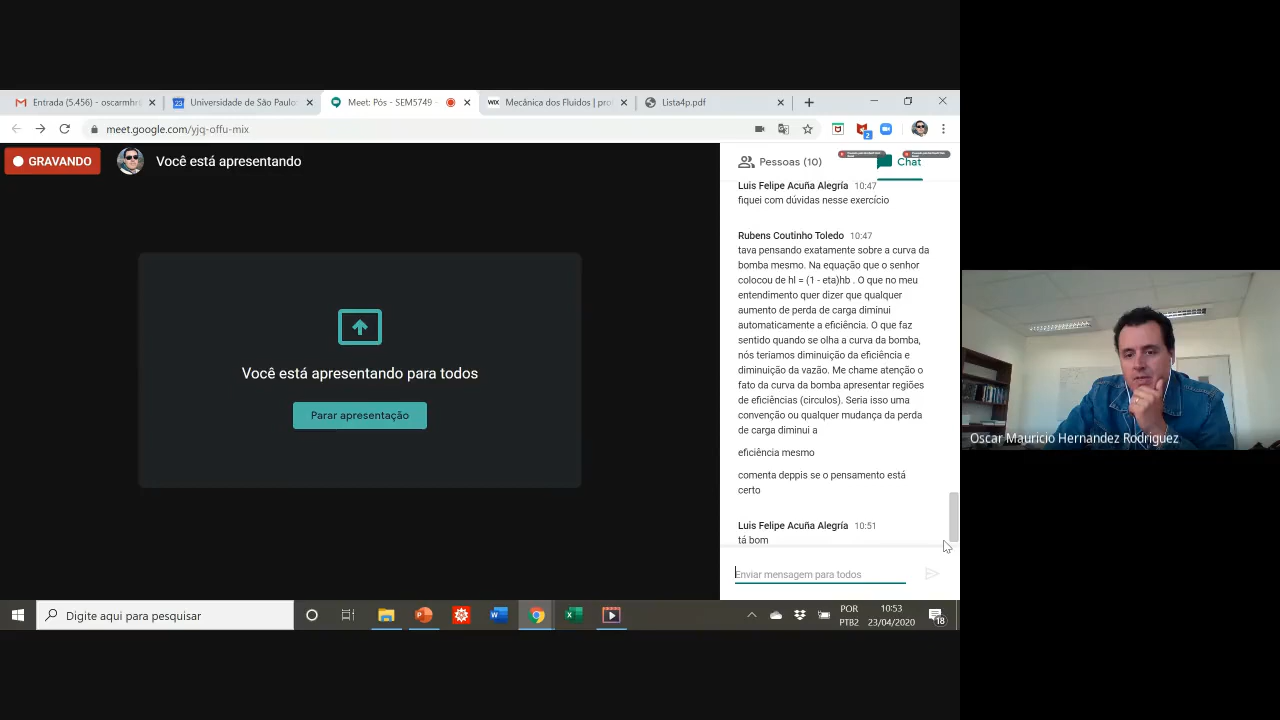 Entrada (5.456) - oscarmhr
23
Universidade de São Paulo
Meet: Pós - SEM5749 -
WIX
Mecânica dos Fluidos | pro
Lista4p.pdf
meet.google.com/yjq-offu-mix
2
GRAVANDO
Você está apresentando
Pessoas (10)
Chat
Luis Felipe Acuña Alegría 10:47
fiquei com dúvidas nesse exercício
Rubens Coutinho Toledo 10:47
tava pensando exatamente sobre a curva da
bomba mesmo. Na equação que o senhor
colocou de hl = (1 - eta)hb . O que no meu
entendimento quer dizer que qualquer
aumento de perda de carga diminui
automaticamente a eficiência. O que faz
sentido quando se olha a curva da bomba,
nós teriamos diminuição da eficiência e
diminuição da vazão. Me chame atenção o
fato da curva da bomba apresentar regiões
de eficiências (circulos). Seria isso uma
convenção ou qualquer mudança da perda
de carga diminui a
eficiência mesmo
comenta deppis se o pensamento está
certo
Luis Felipe Acuña Alegría 10:51
tá bom
Enviar mensagem para todos
Você está apresentando para todos
Parar apresentação
Oscar Mauricio Hernandez Rodriguez
Digite aqui para pesquisar
POR
PTB2
10:53
23/04/2020
18